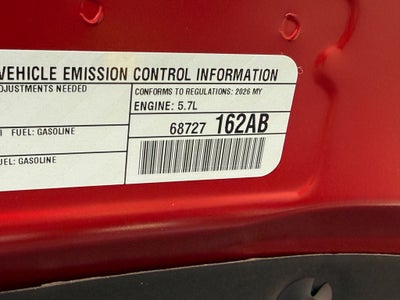 VEHICLE EMISSION CONTROL INFORMATION
ADJUSTMENTS NEEDED
CONFORMS TO REGULATIONS: 2026 MY
ENGINE: 5.7L
FUEL: GASOLINE
68727 162AB
FUEL: GASOLINE